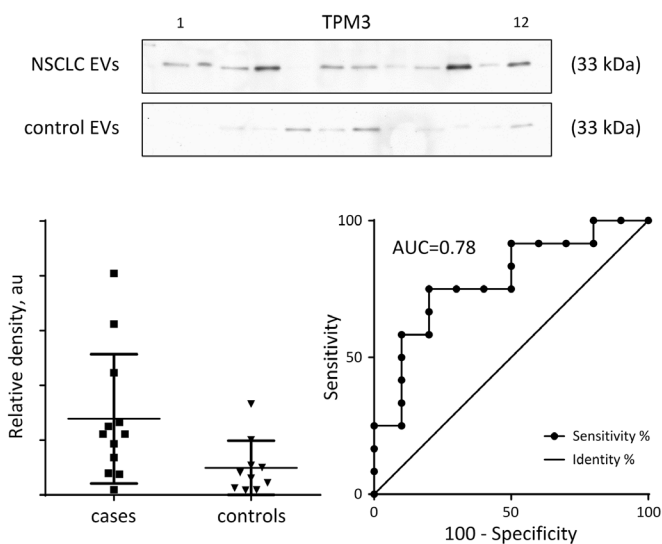 1 TPM3 12
NSCLC EVs (33 kDa)
control EVs (33 kDa)
Relative density, au
cases controls
100
50
0
Sensitivity
AUC=0.78
Sensitivity %
Identity %
0 50 100
100 - Specificity